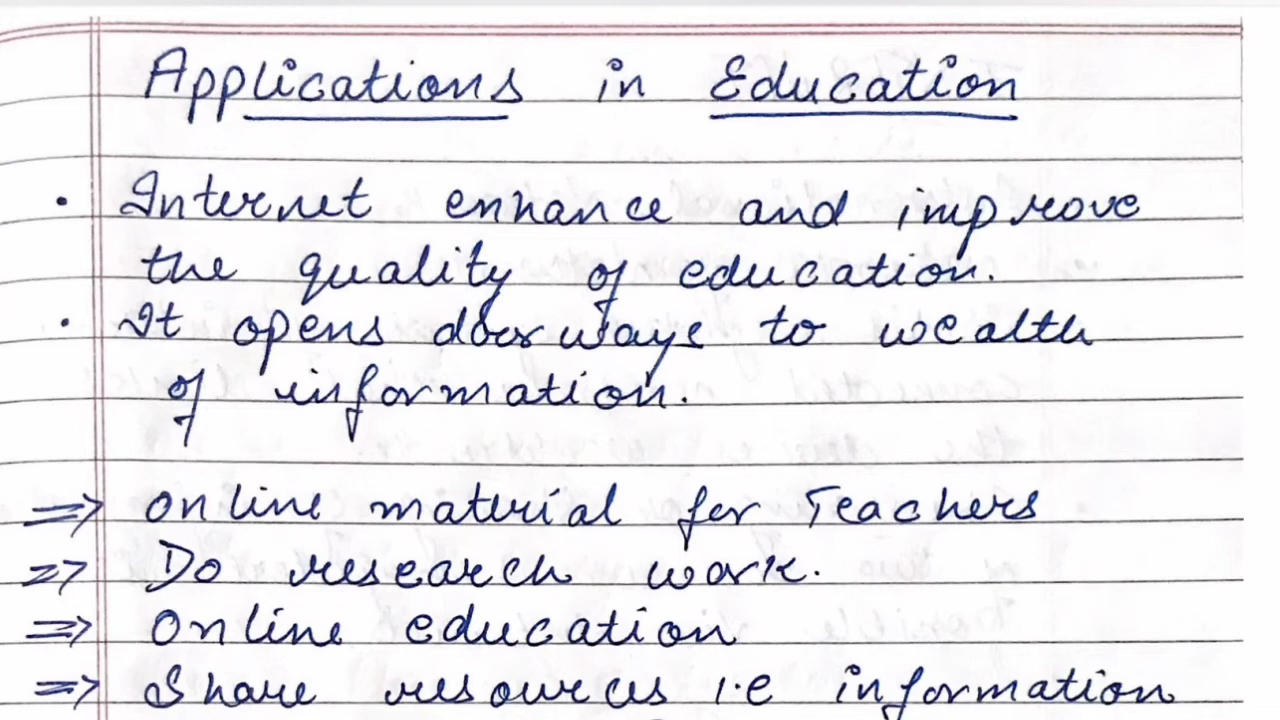 Applications in Education
. Internet enhance and improve
the quality of education.
. It opens doorways to wealth
of information.
=> online material for Teachers
=> Do research work.
=> Online education
=> Share resources i.e information